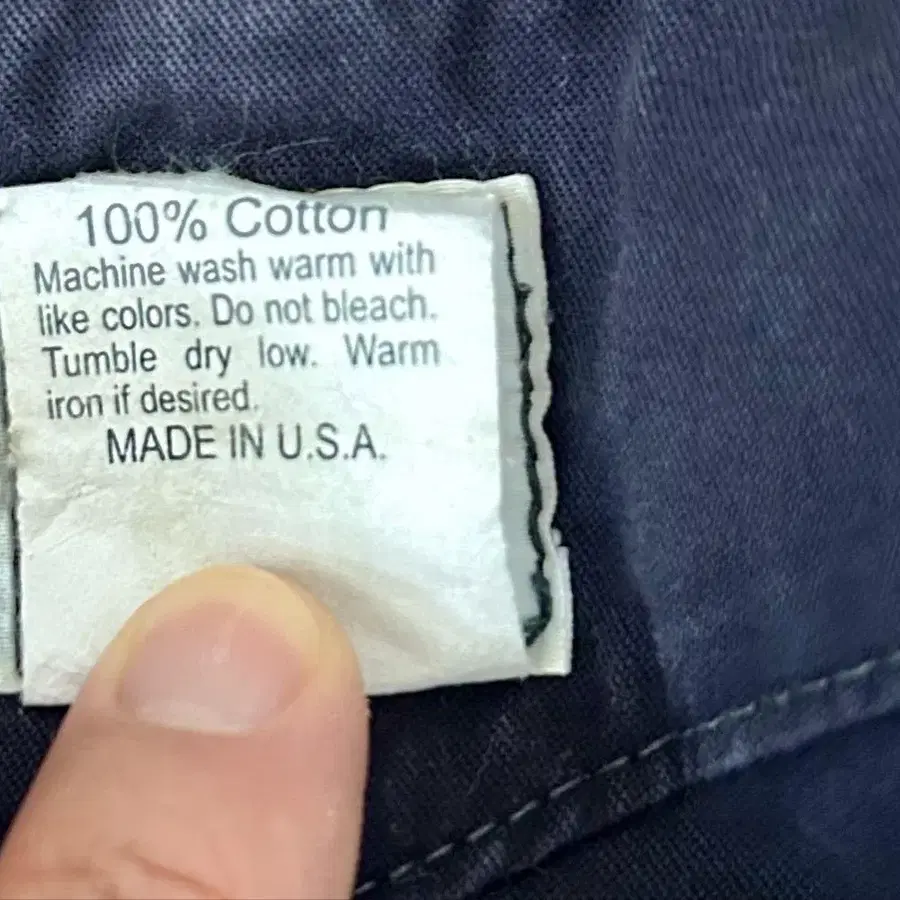 100% Cotton
Machine wash warm with
like colors. Do not bleach.
Tumble dry low. Warm
iron if desired.
MADE IN U.S.A.